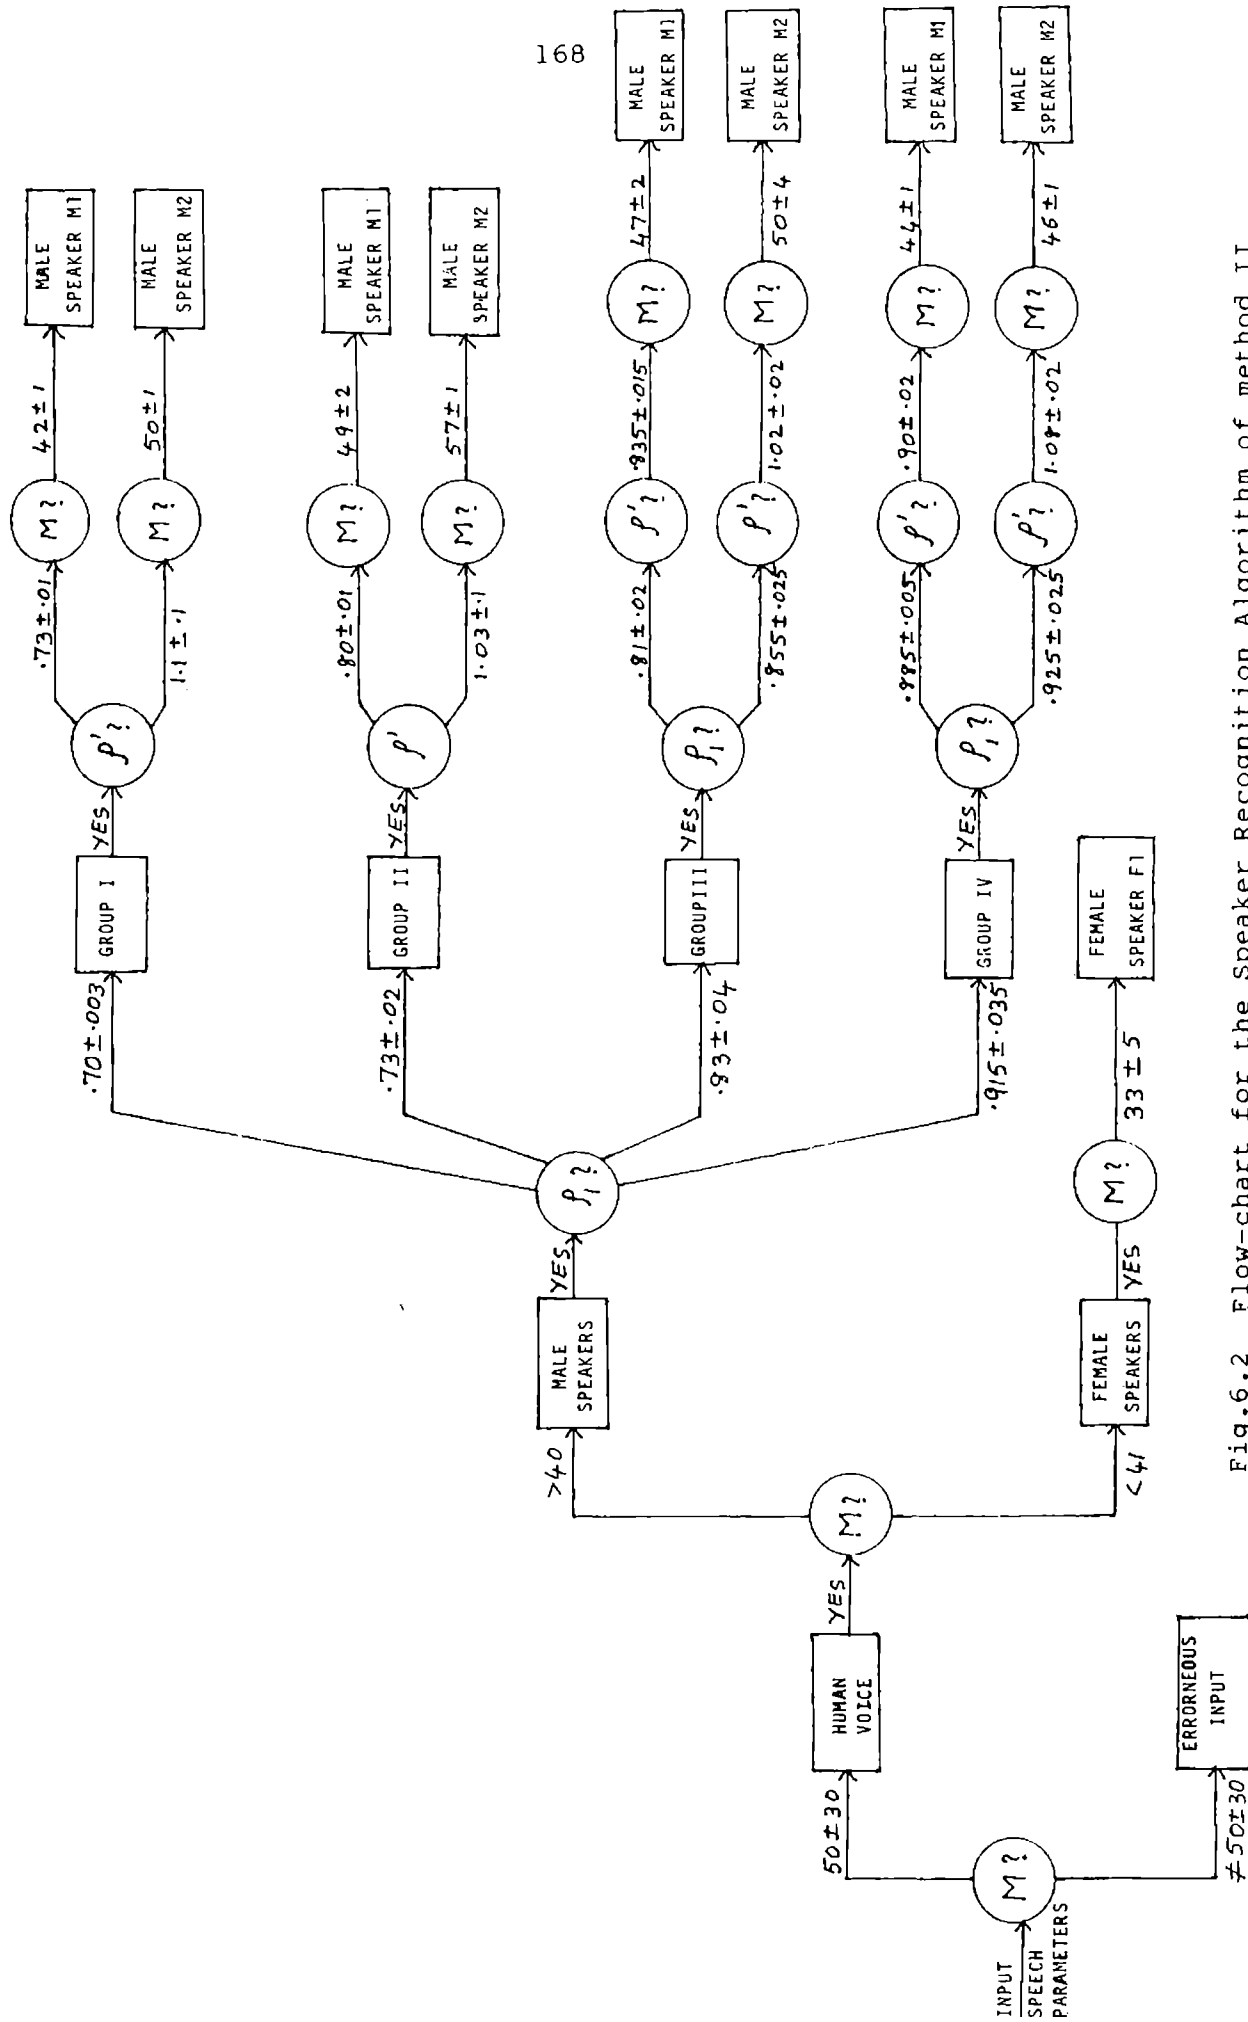 168
INPUT
SPEECH
PARAMETERS
M?
50±30
≠50±30
HUMAN
VOICE
ERRORNEOUS
INPUT
YES
M?
>40
<41
MALE
SPEAKERS
FEMALE
SPEAKERS
YES
YES
ρ₁?
M?
33±5
FEMALE
SPEAKER F1
.70±.003
GROUP I
YES
ρ'?
.73±.01
M?
42±1
MALE
SPEAKER M1
1.1±.1
M?
50±1
MALE
SPEAKER M2
.73±.02
GROUP II
YES
ρ'
.80±.01
M?
49±2
MALE
SPEAKER M1
1.03±.1
M?
57±1
MALE
SPEAKER M2
.83±.04
GROUPIII
YES
ρ₁?
.81±.02
ρ'?
.835±.015
M?
47±2
MALE
SPEAKER M1
.855±.025
ρ'?
1.02±.02
M?
50±4
MALE
SPEAKER M2
.915±.035
GROUP IV
YES
ρ₁?
.885±.005
ρ'?
.90±.02
M?
44±1
MALE
SPEAKER M1
.925±.025
ρ'?
1.08±.02
M?
46±1
MALE
SPEAKER M2
Fig.6.2 Flow-chart for the Speaker Recognition Algorithm of method II